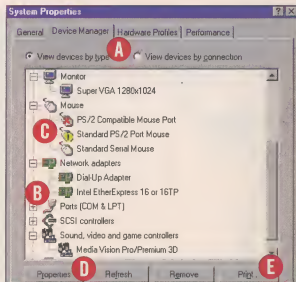 System Properties
General Device Manager Hardware Profiles Performance
A
View devices by type View devices by connection
Monitor
Super VGA 1280x1024
Mouse
PS/2 Compatible Mouse Port
C
Standard PS/2 Port Mouse
Standard Serial Mouse
Network adapters
Dial-Up Adapter
B
Intel EtherExpress 16 or 16TP
Ports (COM & LPT)
SCSI controllers
Sound, video and game controllers
Media Vision Pro/Premium 3D
Properties D Refresh Remove Print... E